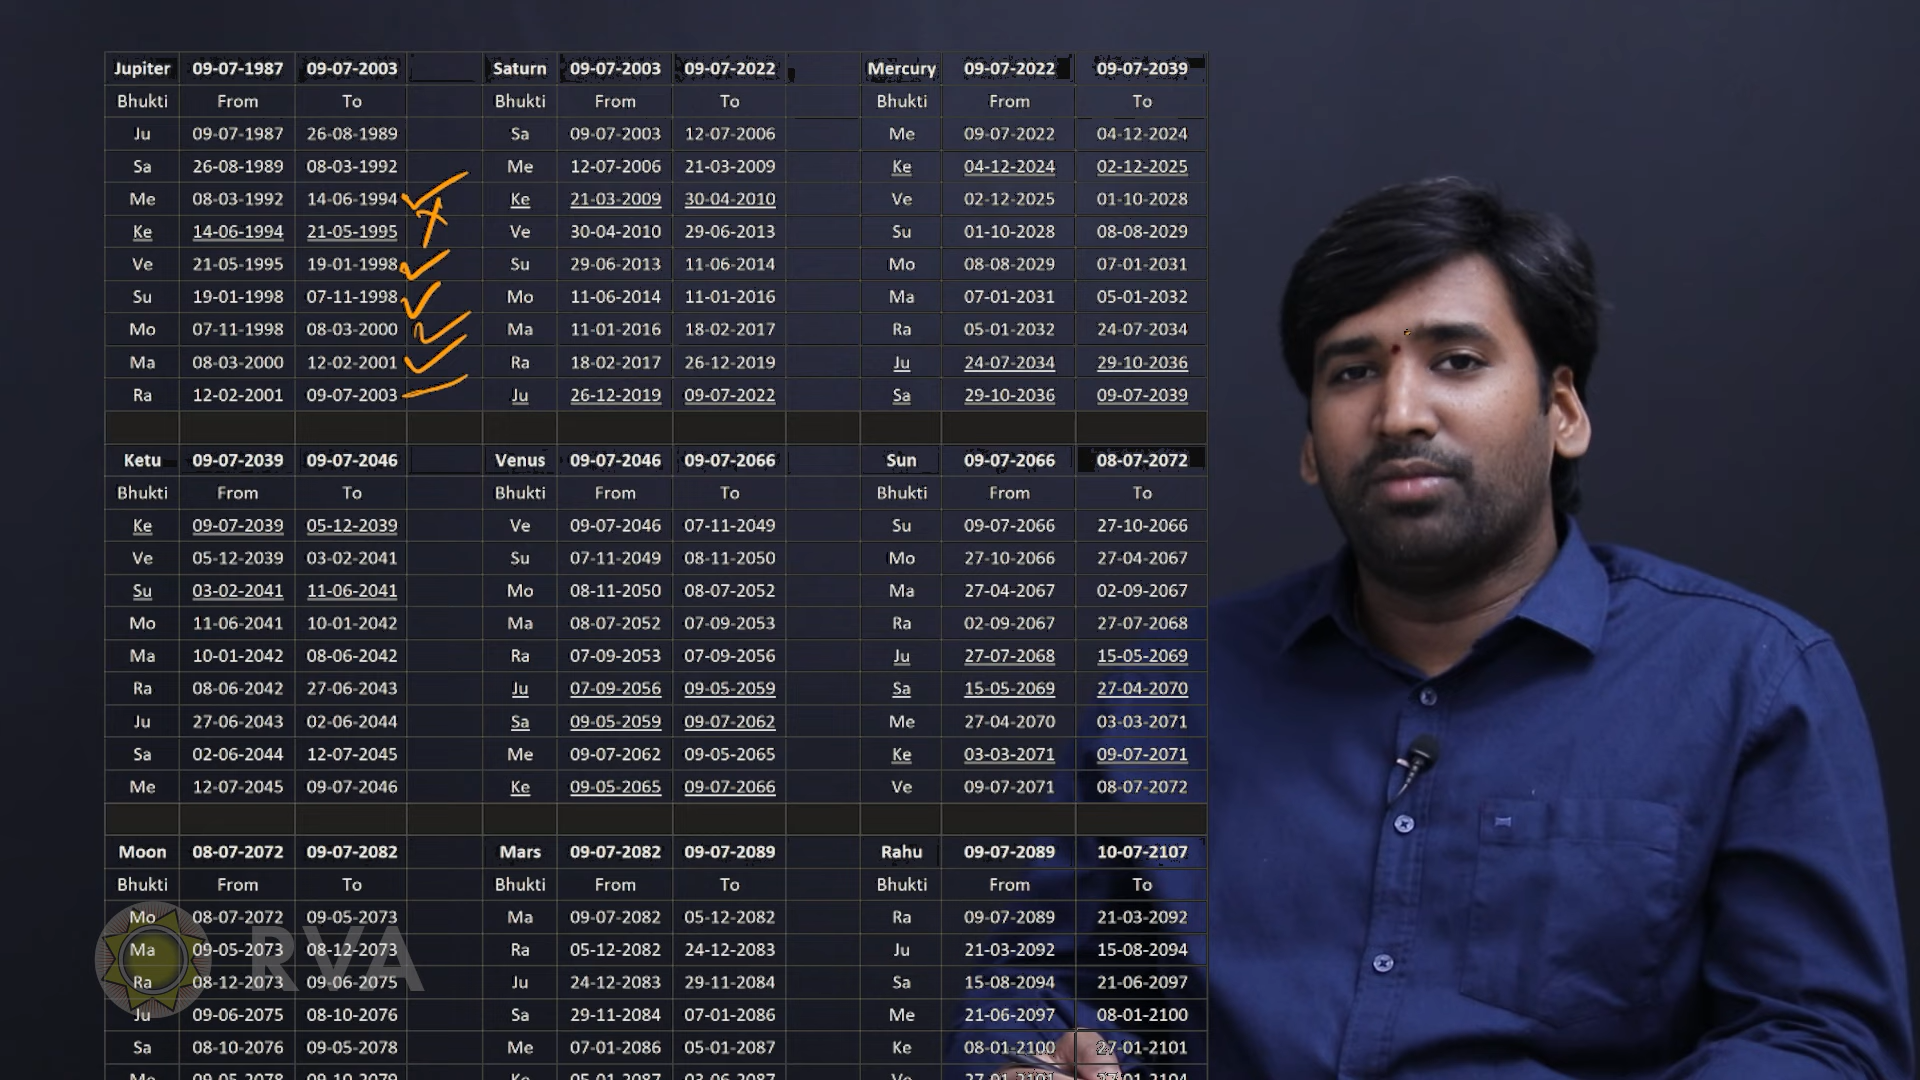 Jupiter 09-07-1987 09-07-2003 Saturn 09-07-2003 09-07-2022 Mercury 09-07-2022 09-07-2039
Bhukti From To Bhukti From To Bhukti From To
Ju 09-07-1987 26-08-1989 Sa 09-07-2003 12-07-2006 Me 09-07-2022 04-12-2024
Sa 26-08-1989 08-03-1992 Me 12-07-2006 21-03-2009 Ke 04-12-2024 02-12-2025
Me 08-03-1992 14-06-1994 Ke 21-03-2009 30-04-2010 Ve 02-12-2025 01-10-2028
Ke 14-06-1994 21-05-1995 Ve 30-04-2010 29-06-2013 Su 01-10-2028 08-08-2029
Ve 21-05-1995 19-01-1998 Su 29-06-2013 11-06-2014 Mo 08-08-2029 07-01-2031
Su 19-01-1998 07-11-1998 Mo 11-06-2014 11-01-2016 Ma 07-01-2031 05-01-2032
Mo 07-11-1998 08-03-2000 Ma 11-01-2016 18-02-2017 Ra 05-01-2032 24-07-2034
Ma 08-03-2000 12-02-2001 Ra 18-02-2017 26-12-2019 Ju 24-07-2034 29-10-2036
Ra 12-02-2001 09-07-2003 Ju 26-12-2019 09-07-2022 Sa 29-10-2036 09-07-2039
Ketu 09-07-2039 09-07-2046 Venus 09-07-2046 09-07-2066 Sun 09-07-2066 08-07-2072
Bhukti From To Bhukti From To Bhukti From To
Ke 09-07-2039 05-12-2039 Ve 09-07-2046 07-11-2049 Su 09-07-2066 27-10-2066
Ve 05-12-2039 03-02-2041 Su 07-11-2049 08-11-2050 Mo 27-10-2066 27-04-2067
Su 03-02-2041 11-06-2041 Mo 08-11-2050 08-07-2052 Ma 27-04-2067 02-09-2067
Mo 11-06-2041 10-01-2042 Ma 08-07-2052 07-09-2053 Ra 02-09-2067 27-07-2068
Ma 10-01-2042 08-06-2042 Ra 07-09-2053 07-09-2056 Ju 27-07-2068 15-05-2069
Ra 08-06-2042 27-06-2043 Ju 07-09-2056 09-05-2059 Sa 15-05-2069 27-04-2070
Ju 27-06-2043 02-06-2044 Sa 09-05-2059 09-07-2062 Me 27-04-2070 03-03-2071
Sa 02-06-2044 12-07-2045 Me 09-07-2062 09-05-2065 Ke 03-03-2071 09-07-2071
Me 12-07-2045 09-07-2046 Ke 09-05-2065 09-07-2066 Ve 09-07-2071 08-07-2072
Moon 08-07-2072 09-07-2082 Mars 09-07-2082 09-07-2089 Rahu 09-07-2089 10-07-2107
Bhukti From To Bhukti From To Bhukti From To
Mo 08-07-2072 09-05-2073 Ma 09-07-2082 05-12-2082 Ra 09-07-2089 21-03-2092
Ma 09-05-2073 08-12-2073 Ra 05-12-2082 24-12-2083 Ju 21-03-2092 15-08-2094
Ra 08-12-2073 09-06-2075 Ju 24-12-2083 29-11-2084 Sa 15-08-2094 21-06-2097
Ju 09-06-2075 08-10-2076 Sa 29-11-2084 07-01-2086 Me 21-06-2097 08-01-2100
Sa 08-10-2076 09-05-2078 Me 07-01-2086 05-01-2087 Ke 08-01-2100 27-01-2101
Me 09-05-2078 09-10-2079 Ke 05-01-2087 03-06-2087 Ve 27-01-2101
RVA